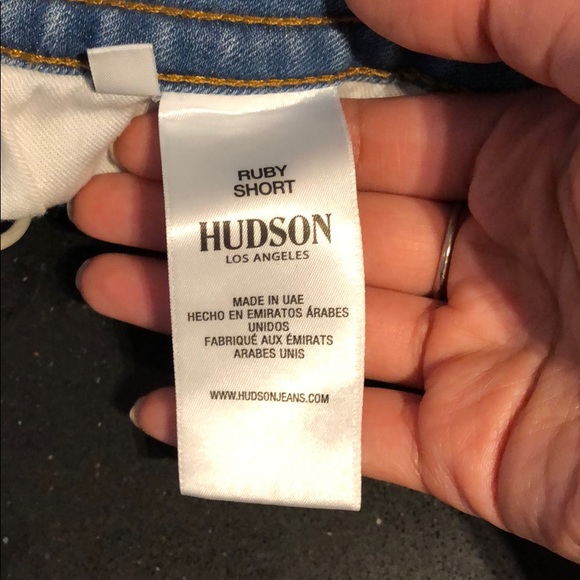 RUBY
SHORT
HUDSON
LOS ANGELES
MADE IN UAE
HECHO EN EMIRATOS ÁRABES
UNIDOS
FABRIQUÉ AUX ÉMIRATS
ARABES UNIS
WWW.HUDSONJEANS.COM